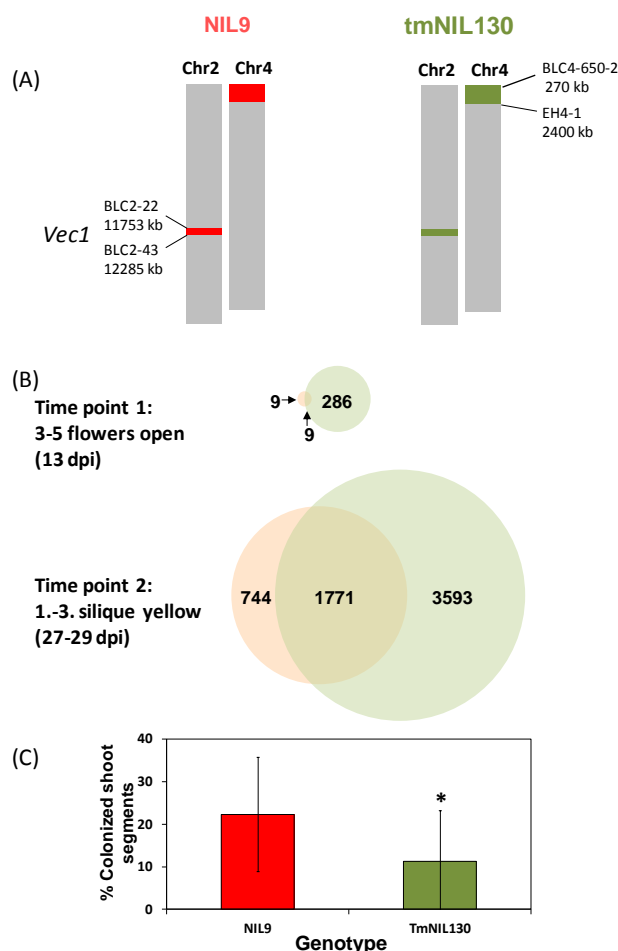 NIL9
tmNIL130
(A)
Chr2 Chr4
Chr2 Chr4
BLC4-650-2
270 kb
EH4-1
2400 kb
BLC2-22
11753 kb
Vec1
BLC2-43
12285 kb
(B)
Time point 1:
3-5 flowers open
(13 dpi)
9
286
9
Time point 2:
1.-3. silique yellow
(27-29 dpi)
744
1771
3593
(C)
% Colonized shoot
segments
40
30
20
10
0
*
NIL9
TmNIL130
Genotype